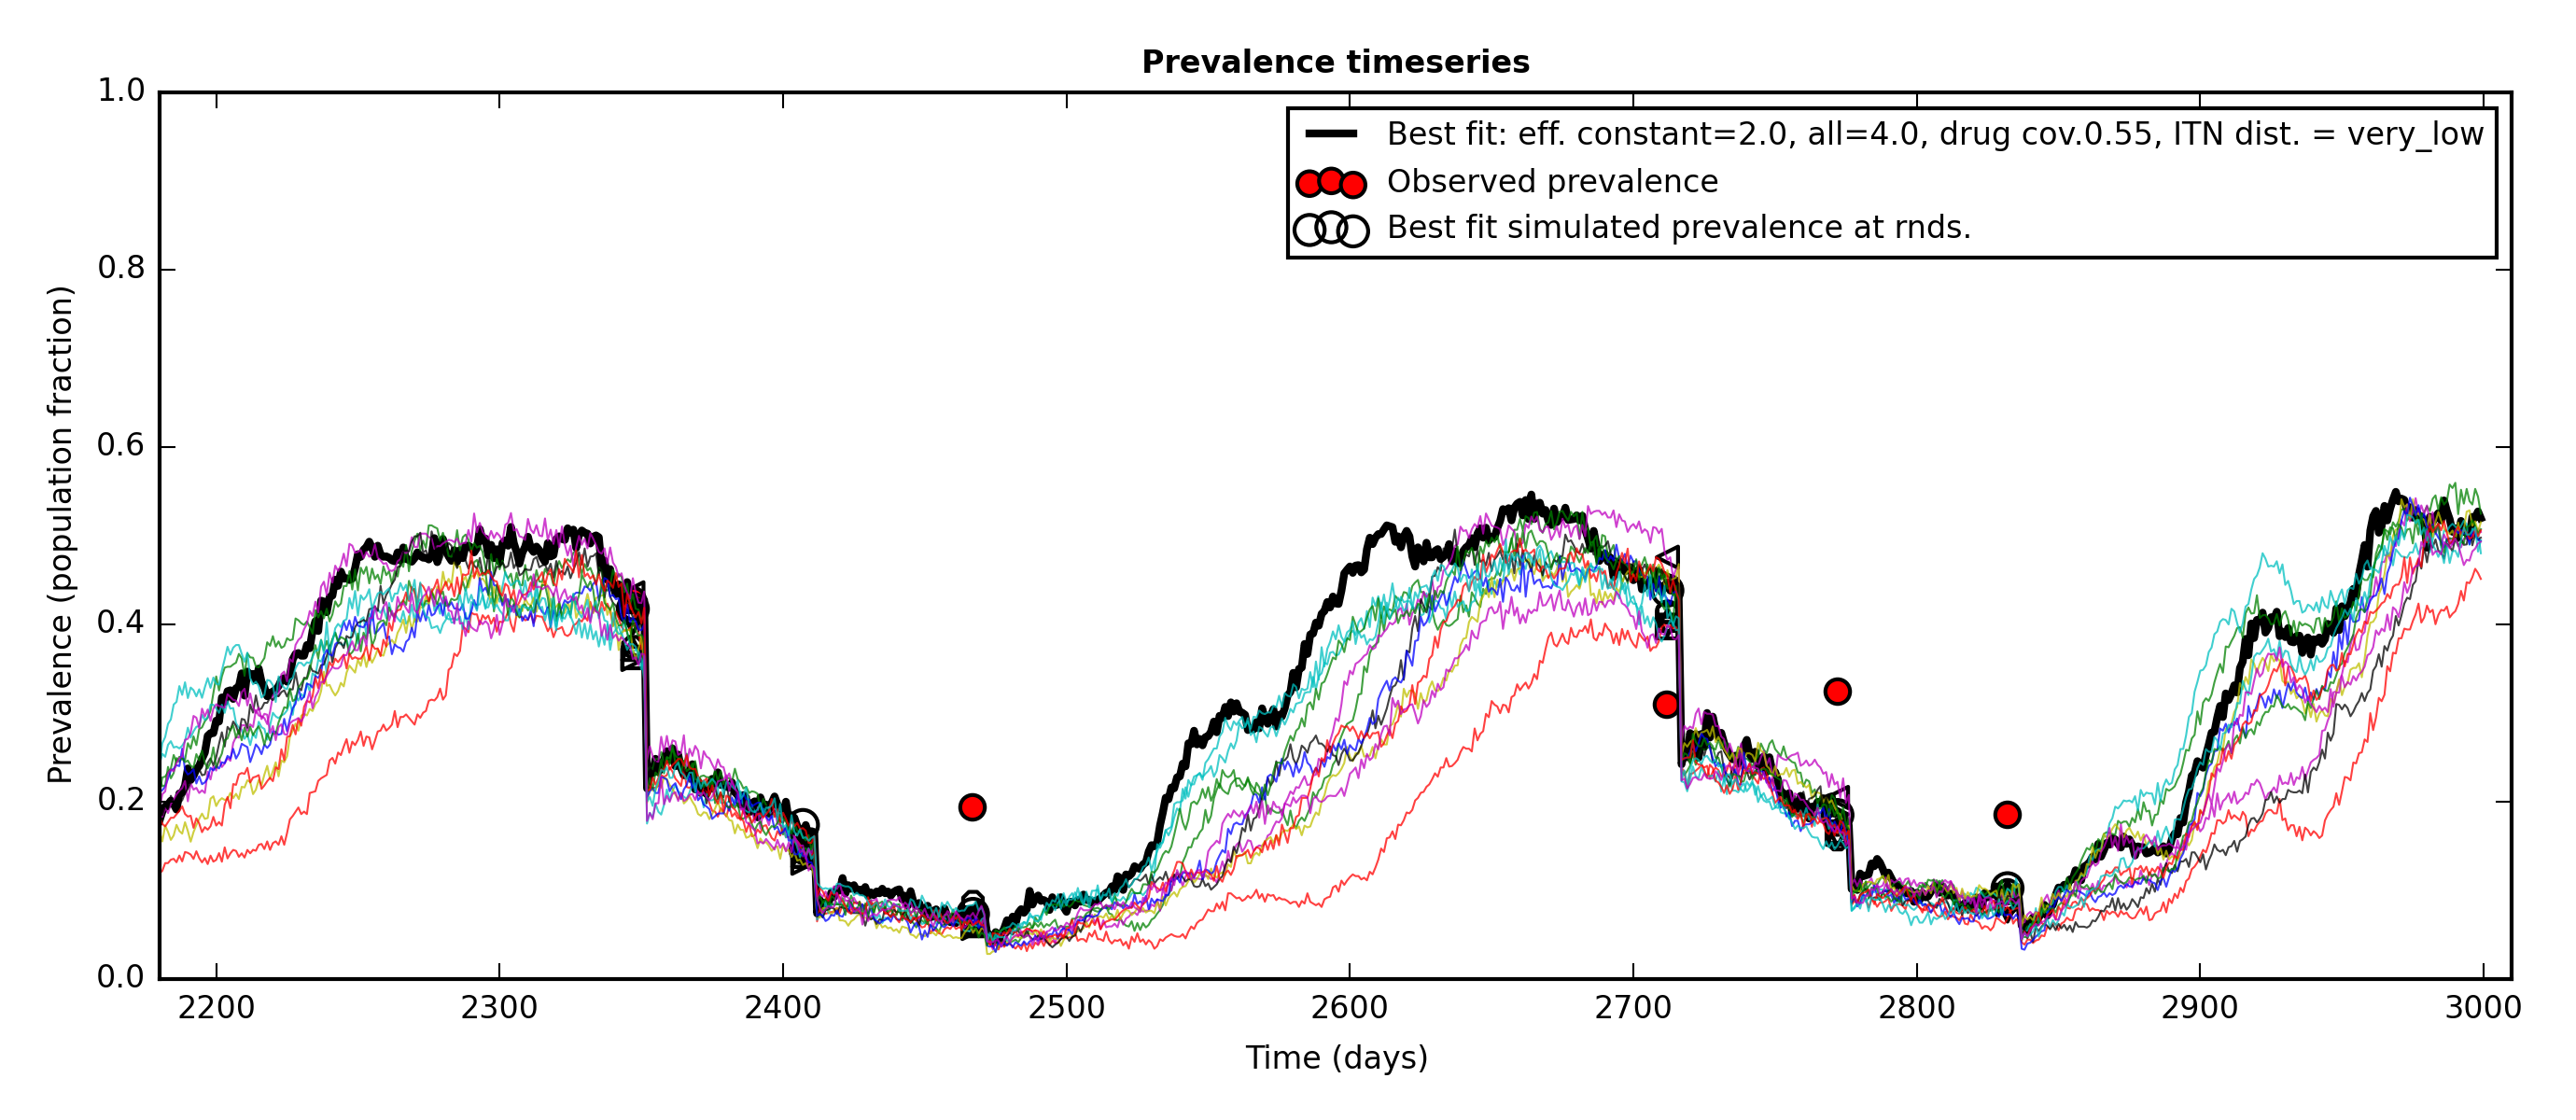 Prevalence timeseries
1.0
0.8
0.6
0.4
0.2
0.0
Prevalence (population fraction)
Best fit: eff. constant=2.0, all=4.0, drug cov.0.55, ITN dist. = very_low
Observed prevalence
Best fit simulated prevalence at rnds.
2200 2300 2400 2500 2600 2700 2800 2900 3000
Time (days)